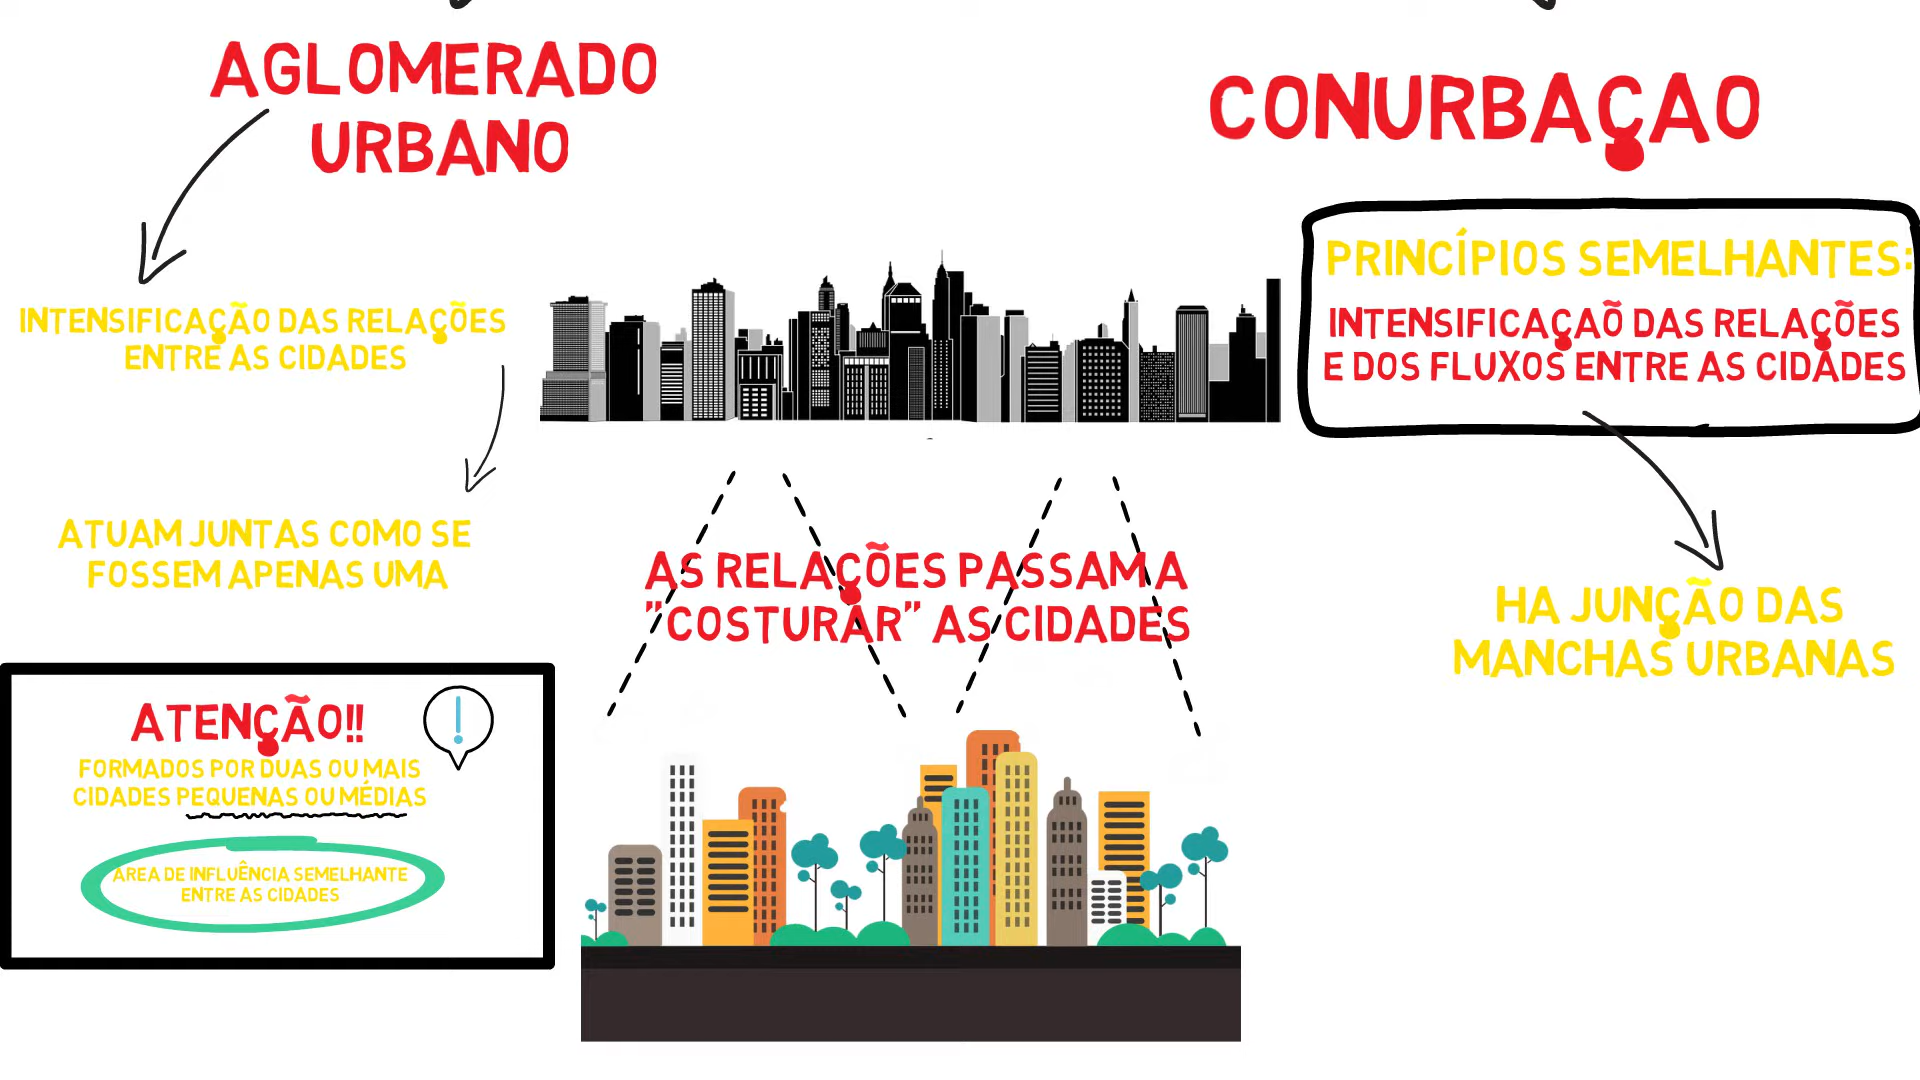 AGLOMERADO
URBANO
INTENSIFICAÇÃO DAS RELAÇÕES
ENTRE AS CIDADES
ATUAM JUNTAS COMO SE
FOSSEM APENAS UMA
ATENÇÃO!!
FORMADOS POR DUAS OU MAIS
CIDADES PEQUENAS OU MÉDIAS
AREA DE INFLUÊNCIA SEMELHANTE
ENTRE AS CIDADES
AS RELAÇÕES PASSAM A
"COSTURAR" AS CIDADES
CONURBAÇAO
PRINCÍPIOS SEMELHANTES:
INTENSIFICAÇAÕ DAS RELAÇÕES
E DOS FLUXOS ENTRE AS CIDADES
HA JUNÇÃO DAS
MANCHAS URBANAS